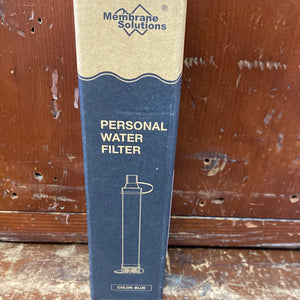 Membrane®
Solutions
PERSONAL
WATER
FILTER
COLOR: BLUE